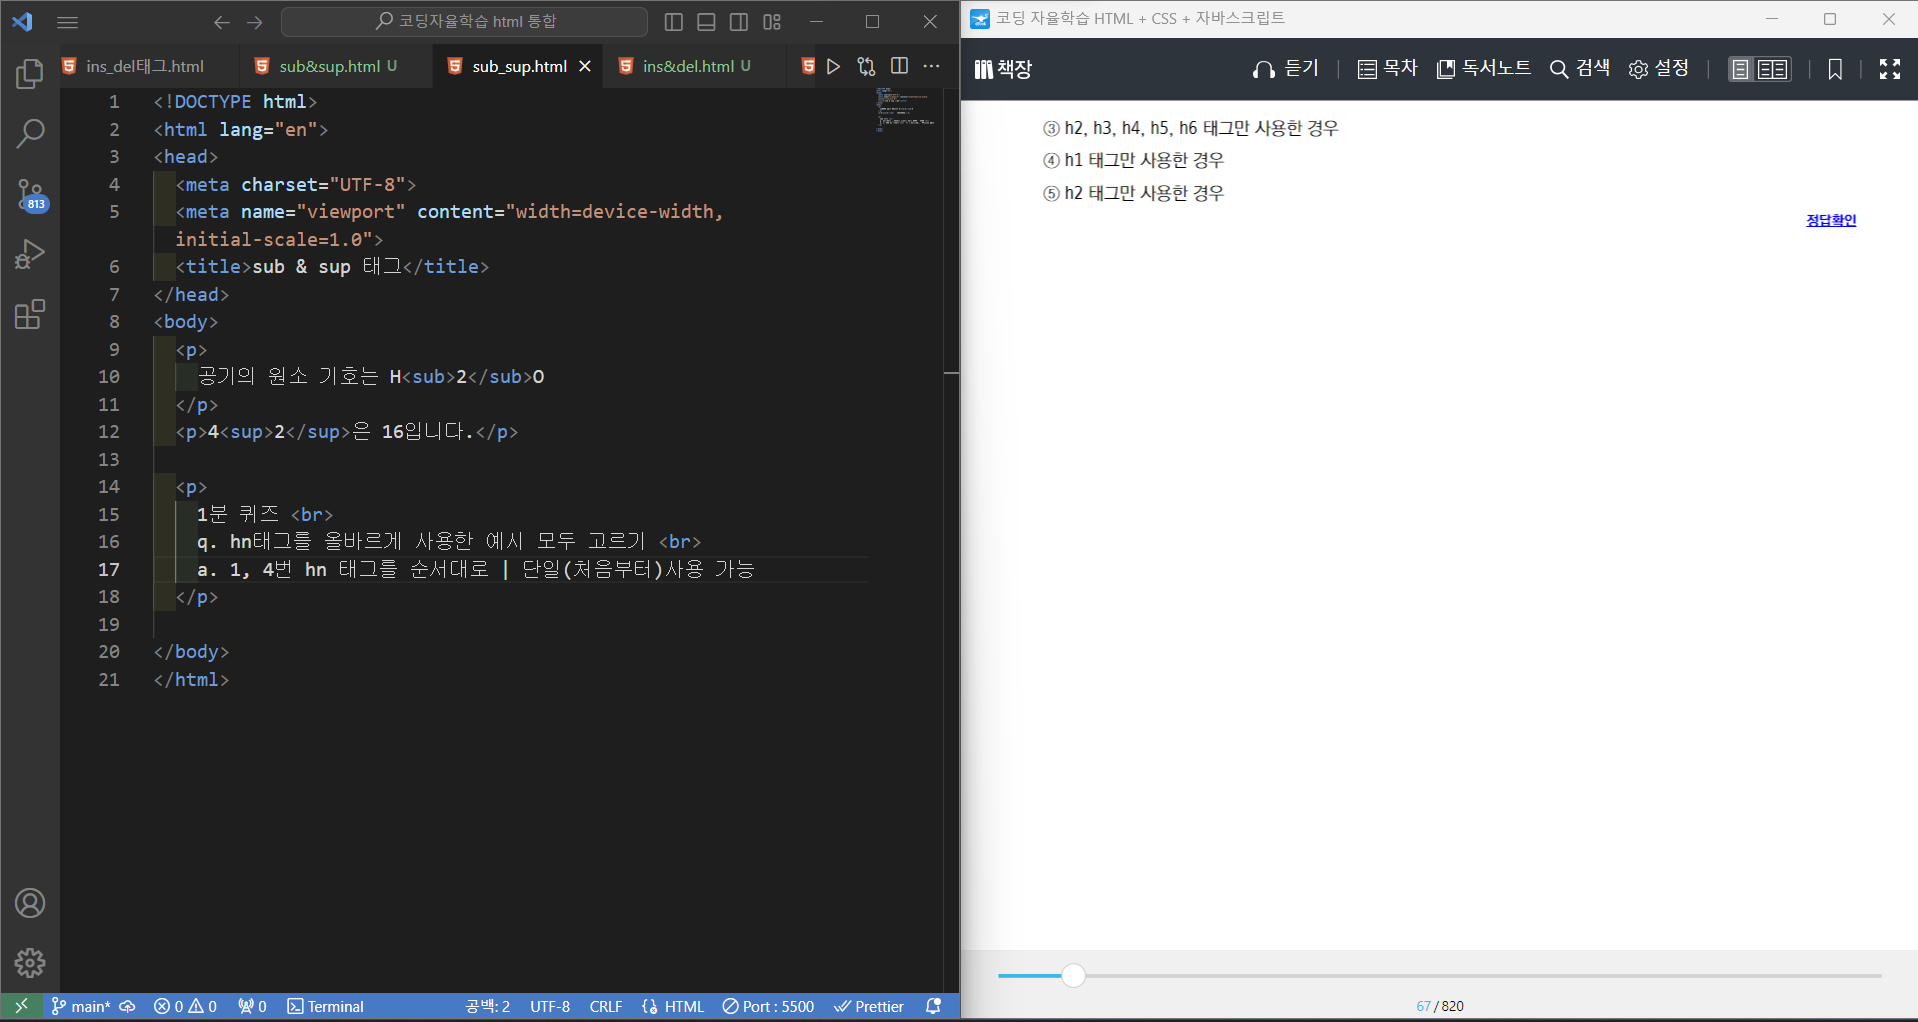 코딩자율학습 html 통합
ins_del태그.html
sub&sup.html U
sub_sup.html
ins&del.html U
813
1 <!DOCTYPE html>
2 <html lang="en">
3 <head>
4 <meta charset="UTF-8">
5 <meta name="viewport" content="width=device-width,
initial-scale=1.0">
6 <title>sub & sup 태그</title>
7 </head>
8 <body>
9 <p>
10 공기의 원소 기호는 H<sub>2</sub>O
11 </p>
12 <p>4<sup>2</sup>은 16입니다.</p>
13
14 <p>
15 1분 퀴즈 <br>
16 q. hn태그를 올바르게 사용한 예시 모두 고르기 <br>
17 a. 1, 4번 hn 태그를 순서대로 | 단일(처음부터)사용 가능
18 </p>
19
20 </body>
21 </html>
main* 0 0 0 Terminal 공백: 2 UTF-8 CRLF HTML Port : 5500 Prettier
코딩 자율학습 HTML + CSS + 자바스크립트
책장 듣기 목차 독서노트 검색 설정
③ h2, h3, h4, h5, h6 태그만 사용한 경우
④ h1 태그만 사용한 경우
⑤ h2 태그만 사용한 경우
정답확인
67 / 820